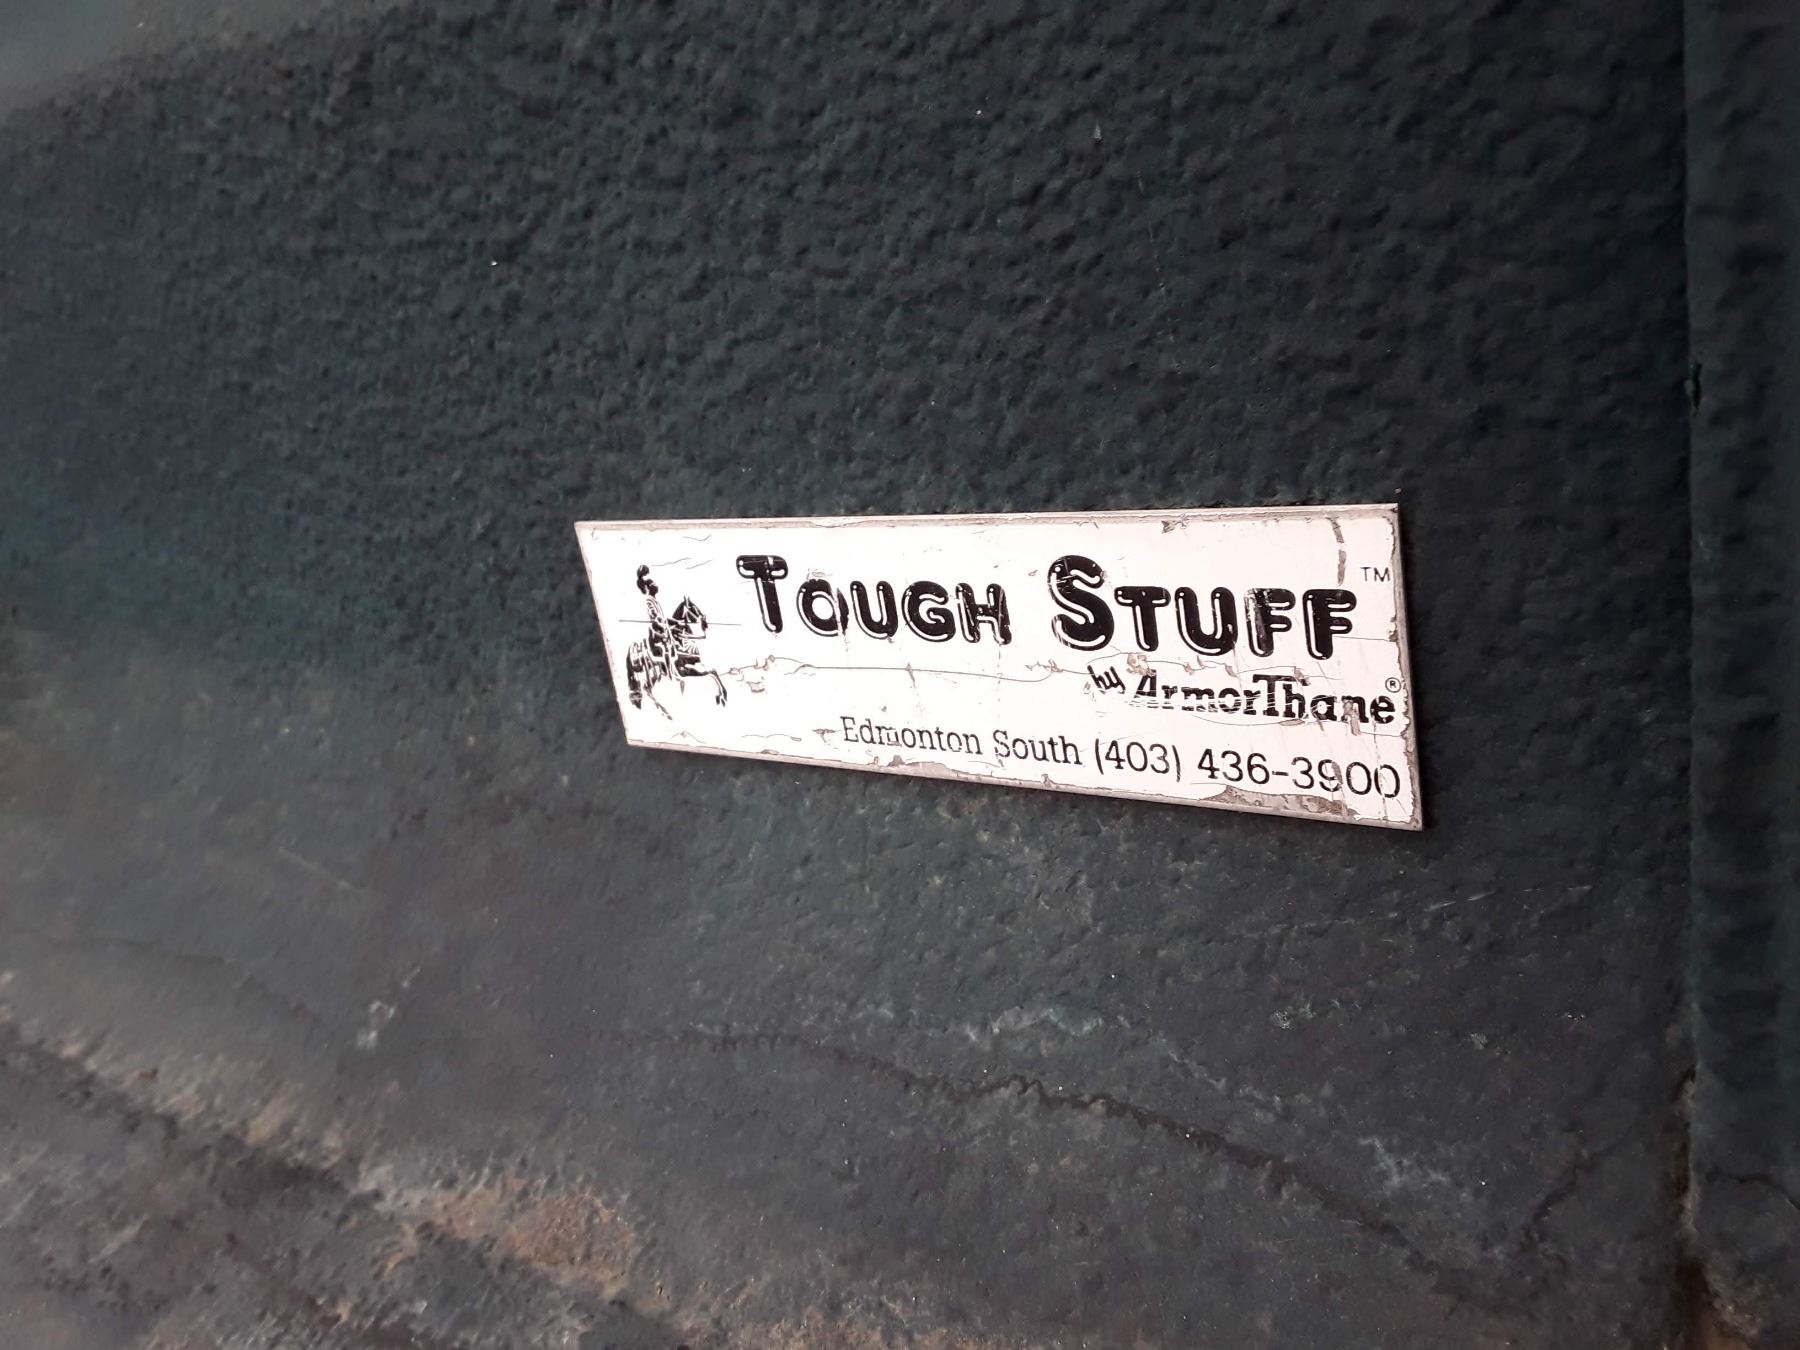 Tough Stuff™
by ArmorThane®
Edmonton South (403) 436-3900